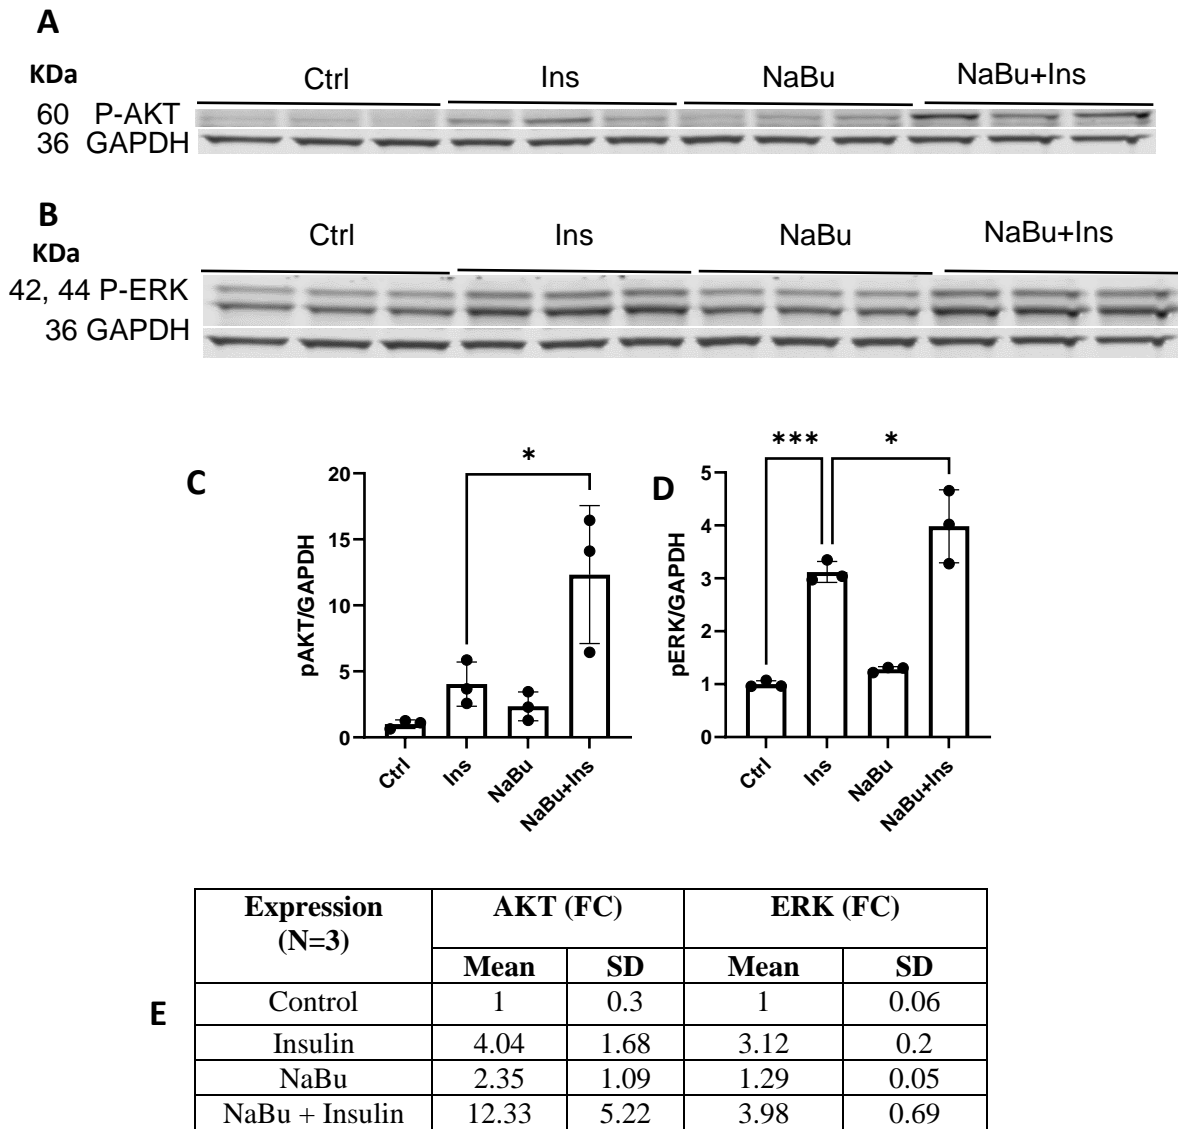 A
KDa Ctrl Ins NaBu NaBu+Ins
60 P-AKT
36 GAPDH
B
KDa Ctrl Ins NaBu NaBu+Ins
42, 44 P-ERK
36 GAPDH
C
*
pAKT/GAPDH
20
15
10
5
0
Ctrl Ins NaBu NaBu+Ins
D
*** *
pERK/GAPDH
5
4
3
2
1
0
Ctrl Ins NaBu NaBu+Ins
E
Expression (N=3) AKT (FC) ERK (FC)
Mean SD Mean SD
Control 1 0.3 1 0.06
Insulin 4.04 1.68 3.12 0.2
NaBu 2.35 1.09 1.29 0.05
NaBu + Insulin 12.33 5.22 3.98 0.69